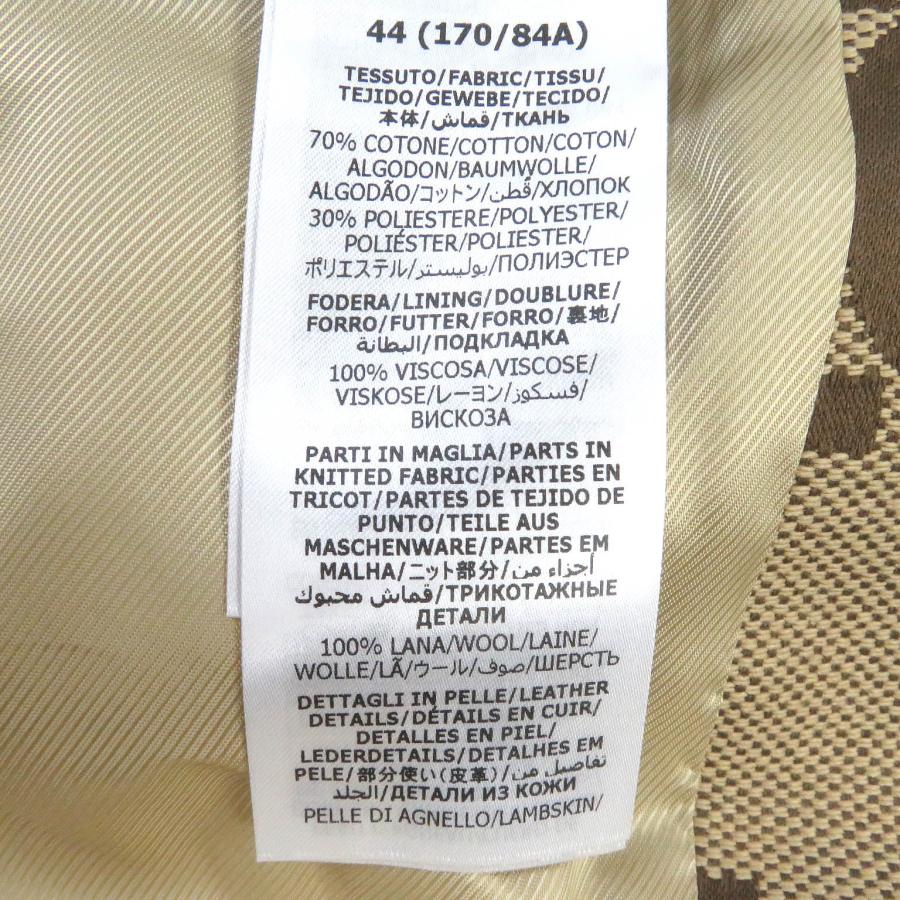 44 (170/84A)
TESSUTO/FABRIC/TISSU/
TEJIDO/GEWEBE/TECIDO/
本体/قماش/ТКАНЬ
70% COTONE/COTTON/COTON/
ALGODON/BAUMWOLLE/
ALGODÃO/コットン/قُطن/ХЛОПОК
30% POLIESTERE/POLYESTER/
POLIÉSTER/POLIESTER/
ポリエステル/بوليستر/ПОЛИЭСТЕР
FODERA/LINING/DOUBLURE/
FORRO/FUTTER/FORRO/裏地/
البطانة/ПОДКЛАДКА
100% VISCOSA/VISCOSE/
VISKOSE/レーヨン/فسكوز/
ВИСКОЗА
PARTI IN MAGLIA/PARTS IN
KNITTED FABRIC/PARTIES EN
TRICOT/PARTES DE TEJIDO DE
PUNTO/TEILE AUS
MASCHENWARE/PARTES EM
MALHA/ニット部分/أجزاء من
قماش محبوك/ТРИКОТАЖНЫЕ
ДЕТАЛИ
100% LANA/WOOL/LAINE/
WOLLE/LÃ/ウール/صوف/ШЕРСТЬ
DETTAGLI IN PELLE/LEATHER
DETAILS/DÉTAILS EN CUIR/
DETALLES EN PIEL/
LEDERDETAILS/DETALHES EM
PELE/部分使い(皮革)/تفاصيل من
الجلد/ДЕТАЛИ ИЗ КОЖИ
PELLE DI AGNELLO/LAMBSKIN/